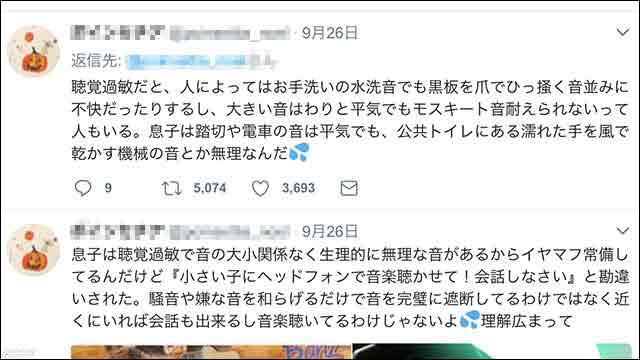 9月26日
返信先:
聴覚過敏だと、人によってはお手洗いの水洗音でも黒板を爪でひっ掻く音並みに
不快だったりするし、大きい音はわりと平気でもモスキート音耐えられないって
人もいる。息子は踏切や電車の音は平気でも、公共トイレにある濡れた手を風で
乾かす機械の音とか無理なんだ💦
9 5,074 3,693
9月26日
息子は聴覚過敏で音の大小関係なく生理的に無理な音があるからイヤマフ常備し
てるんだけど『小さい子にヘッドフォンで音楽聴かせて！会話しなさい』と勘違
いされた。騒音や嫌な音を和らげるだけで音を完璧に遮断してるわけではなく近
くにいれば会話も出来るし音楽聴いてるわけじゃないよ💦理解広まって